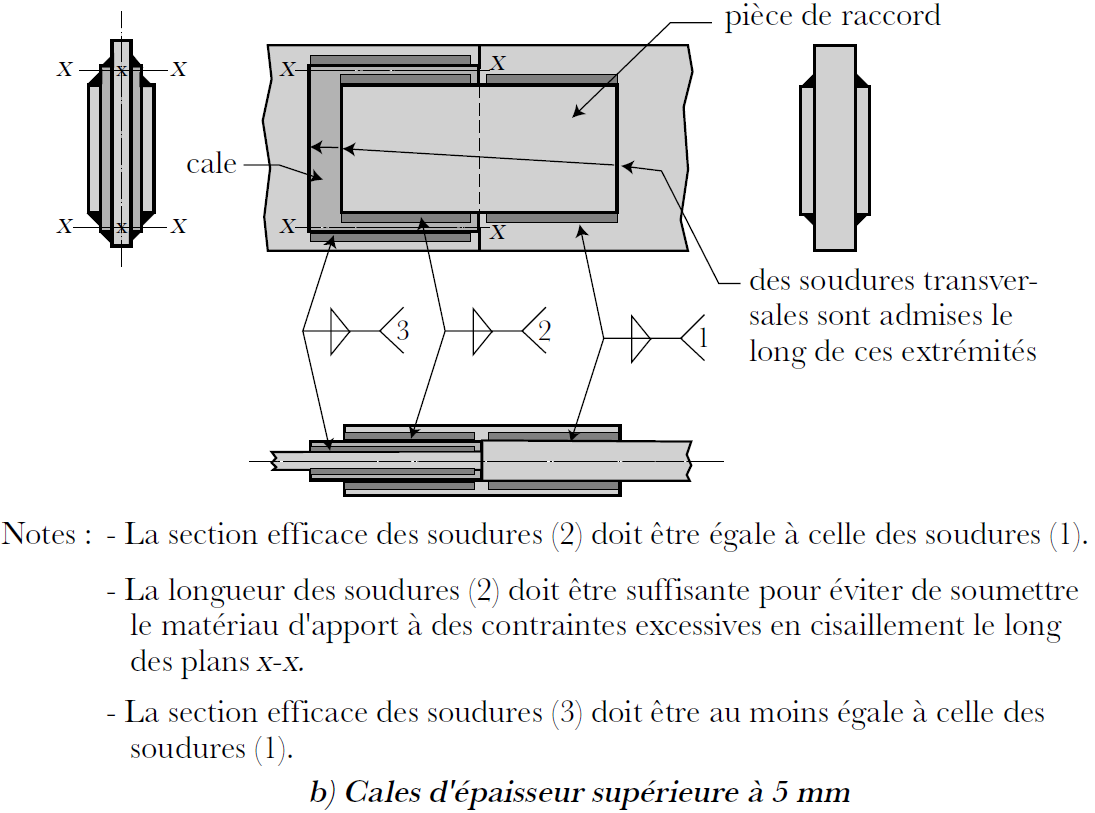 pièce de raccord
x x x
x x
cale
x x x
x x
des soudures transver-
sales sont admises le
long de ces extrémités
3 2 1
Notes : - La section efficace des soudures (2) doit être égale à celle des soudures (1).
- La longueur des soudures (2) doit être suffisante pour éviter de soumettre
le matériau d'apport à des contraintes excessives en cisaillement le long
des plans x-x.
- La section efficace des soudures (3) doit être au moins égale à celle des
soudures (1).
b) Cales d'épaisseur supérieure à 5 mm